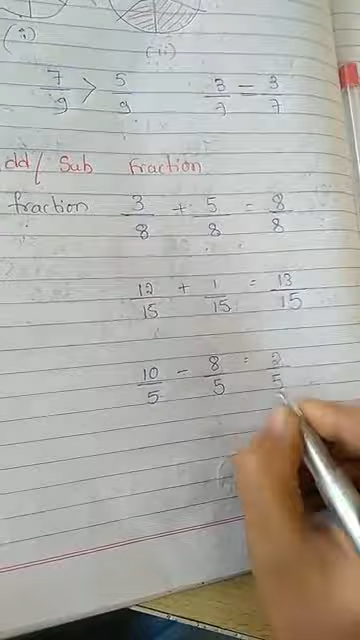 (i)
(ii)
7/9 > 5/9 3/7 = 3/7
dd/ Sub fraction
fraction 3/8 + 5/8 = 8/8
12/15 + 1/15 = 13/15
10/5 - 8/5 = 2/5